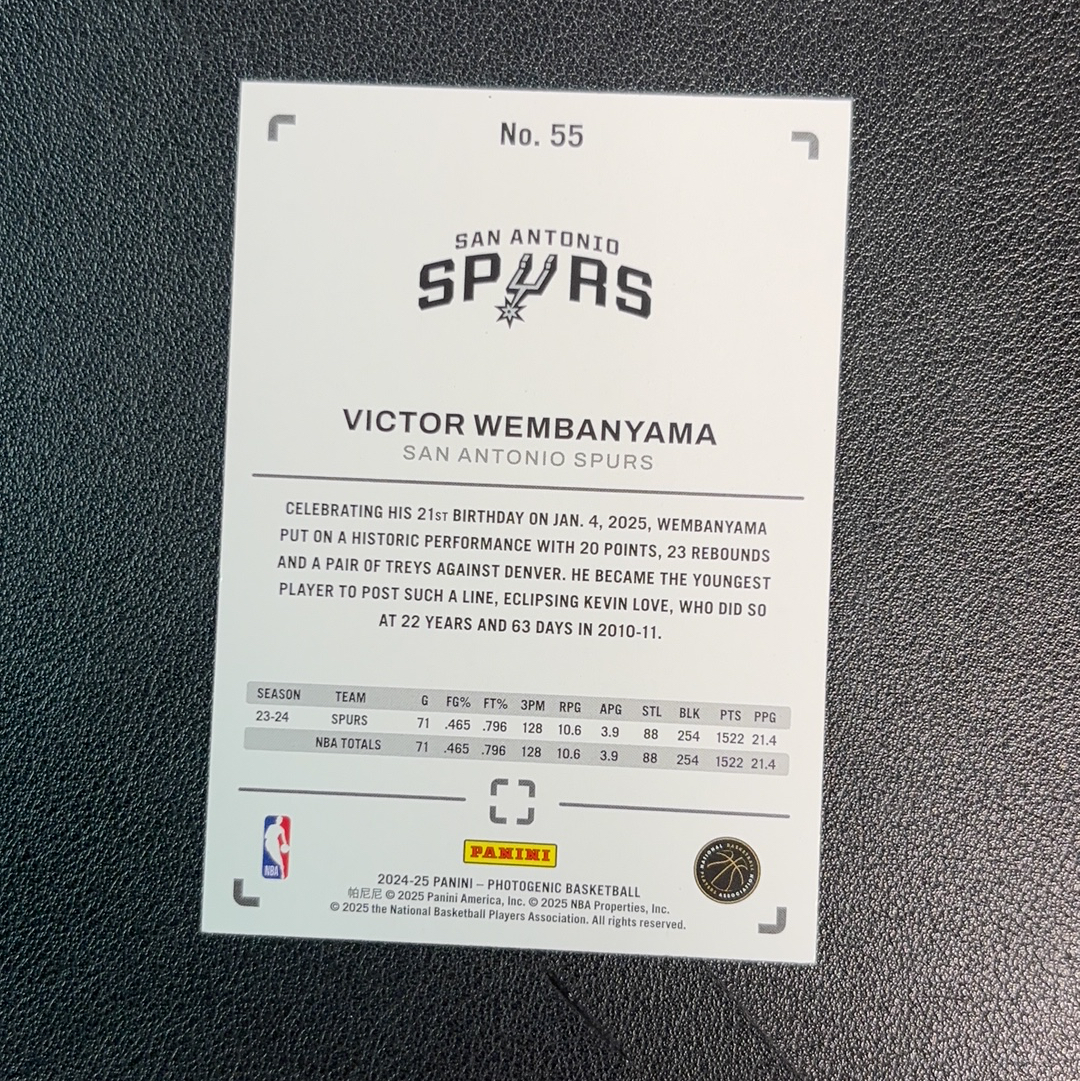 No. 55
SAN ANTONIO
SPURS
VICTOR WEMBANYAMA
SAN ANTONIO SPURS
CELEBRATING HIS 21ST BIRTHDAY ON JAN. 4, 2025, WEMBANYAMA
PUT ON A HISTORIC PERFORMANCE WITH 20 POINTS, 23 REBOUNDS
AND A PAIR OF TREYS AGAINST DENVER. HE BECAME THE YOUNGEST
PLAYER TO POST SUCH A LINE, ECLIPSING KEVIN LOVE, WHO DID SO
AT 22 YEARS AND 63 DAYS IN 2010-11.
SEASON TEAM G FG% FT% 3PM RPG APG STL BLK PTS PPG
23-24 SPURS 71 .465 .796 128 10.6 3.9 88 254 1522 21.4
NBA TOTALS 71 .465 .796 128 10.6 3.9 88 254 1522 21.4
NBA
PANINI
NATIONAL BASKETBALL PLAYERS ASSOCIATION
2024-25 PANINI – PHOTOGENIC BASKETBALL
帕尼尼 © 2025 Panini America, Inc. © 2025 NBA Properties, Inc.
© 2025 the National Basketball Players Association. All rights reserved.